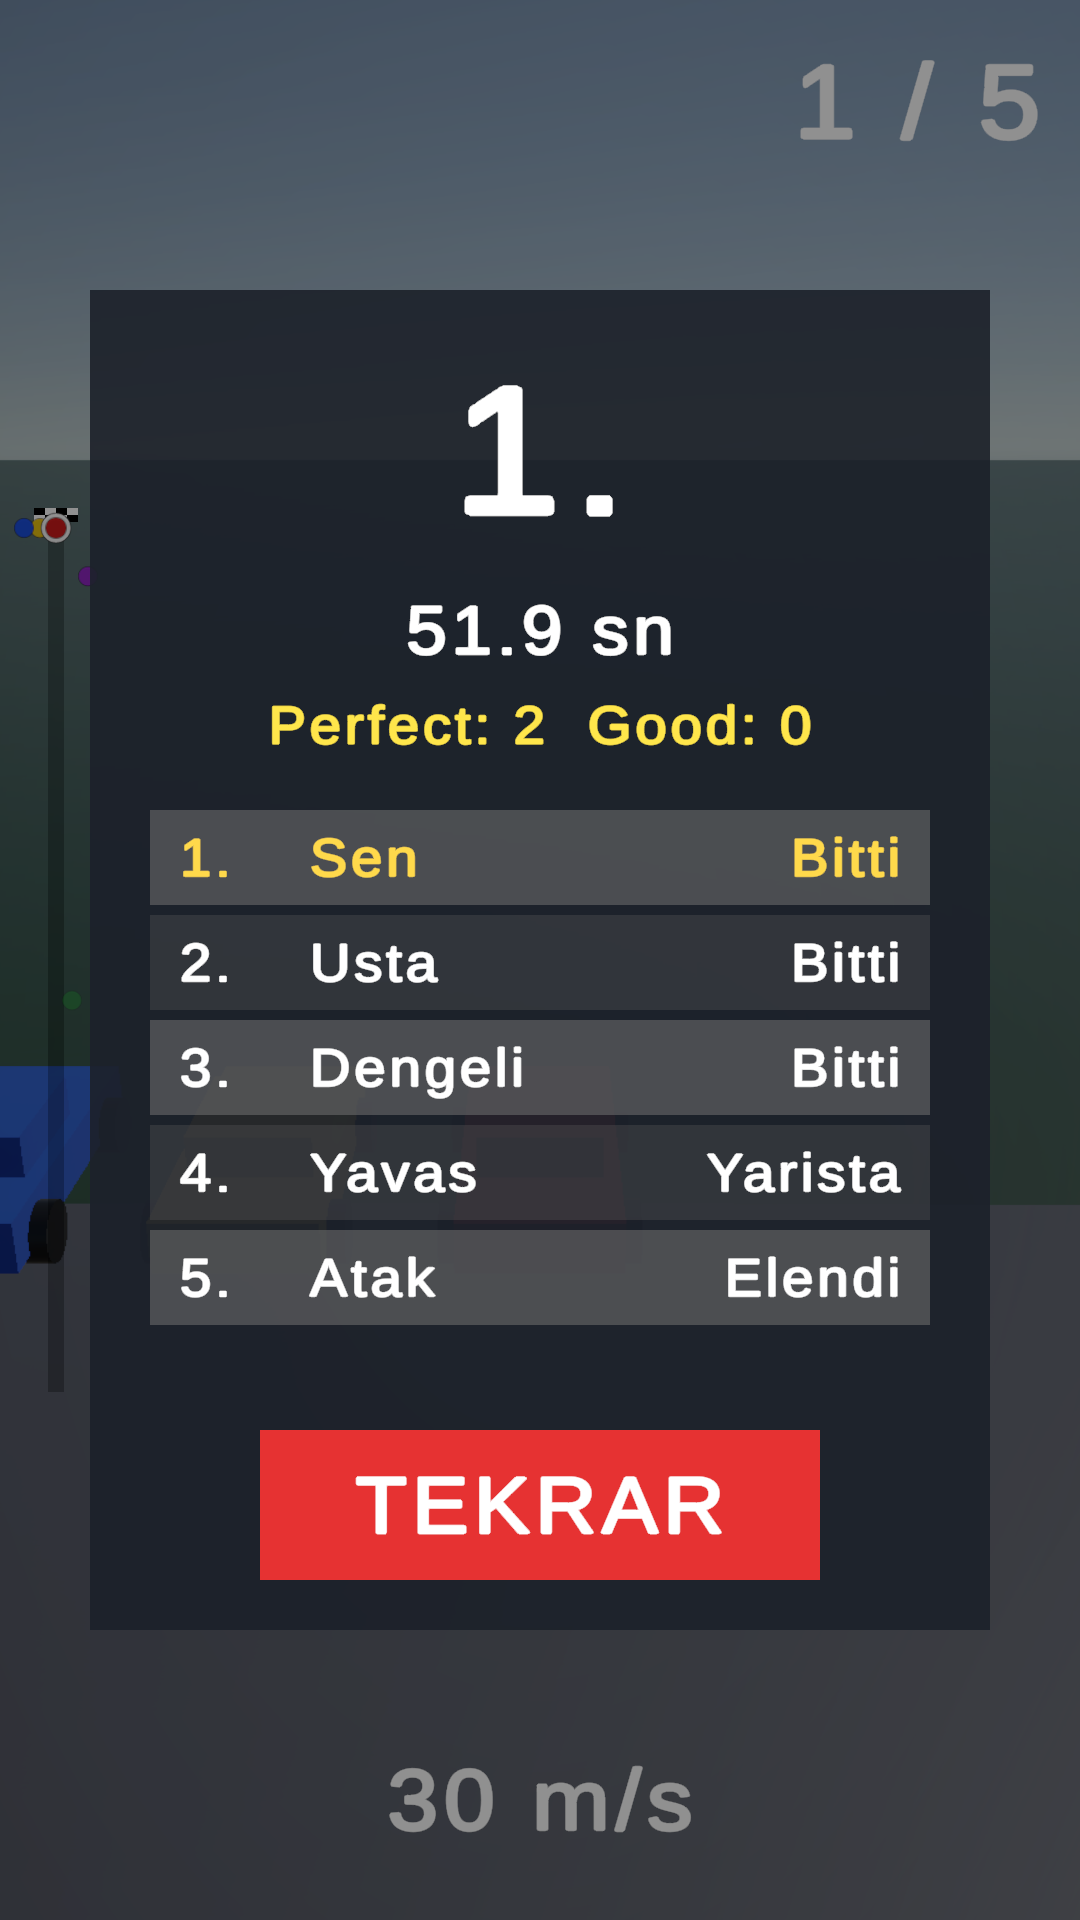 1 / 5
1.
51.9 sn
Perfect: 2 Good: 0
1. Sen Bitti
2. Usta Bitti
3. Dengeli Bitti
4. Yavas Yarista
5. Atak Elendi
TEKRAR
30 m/s